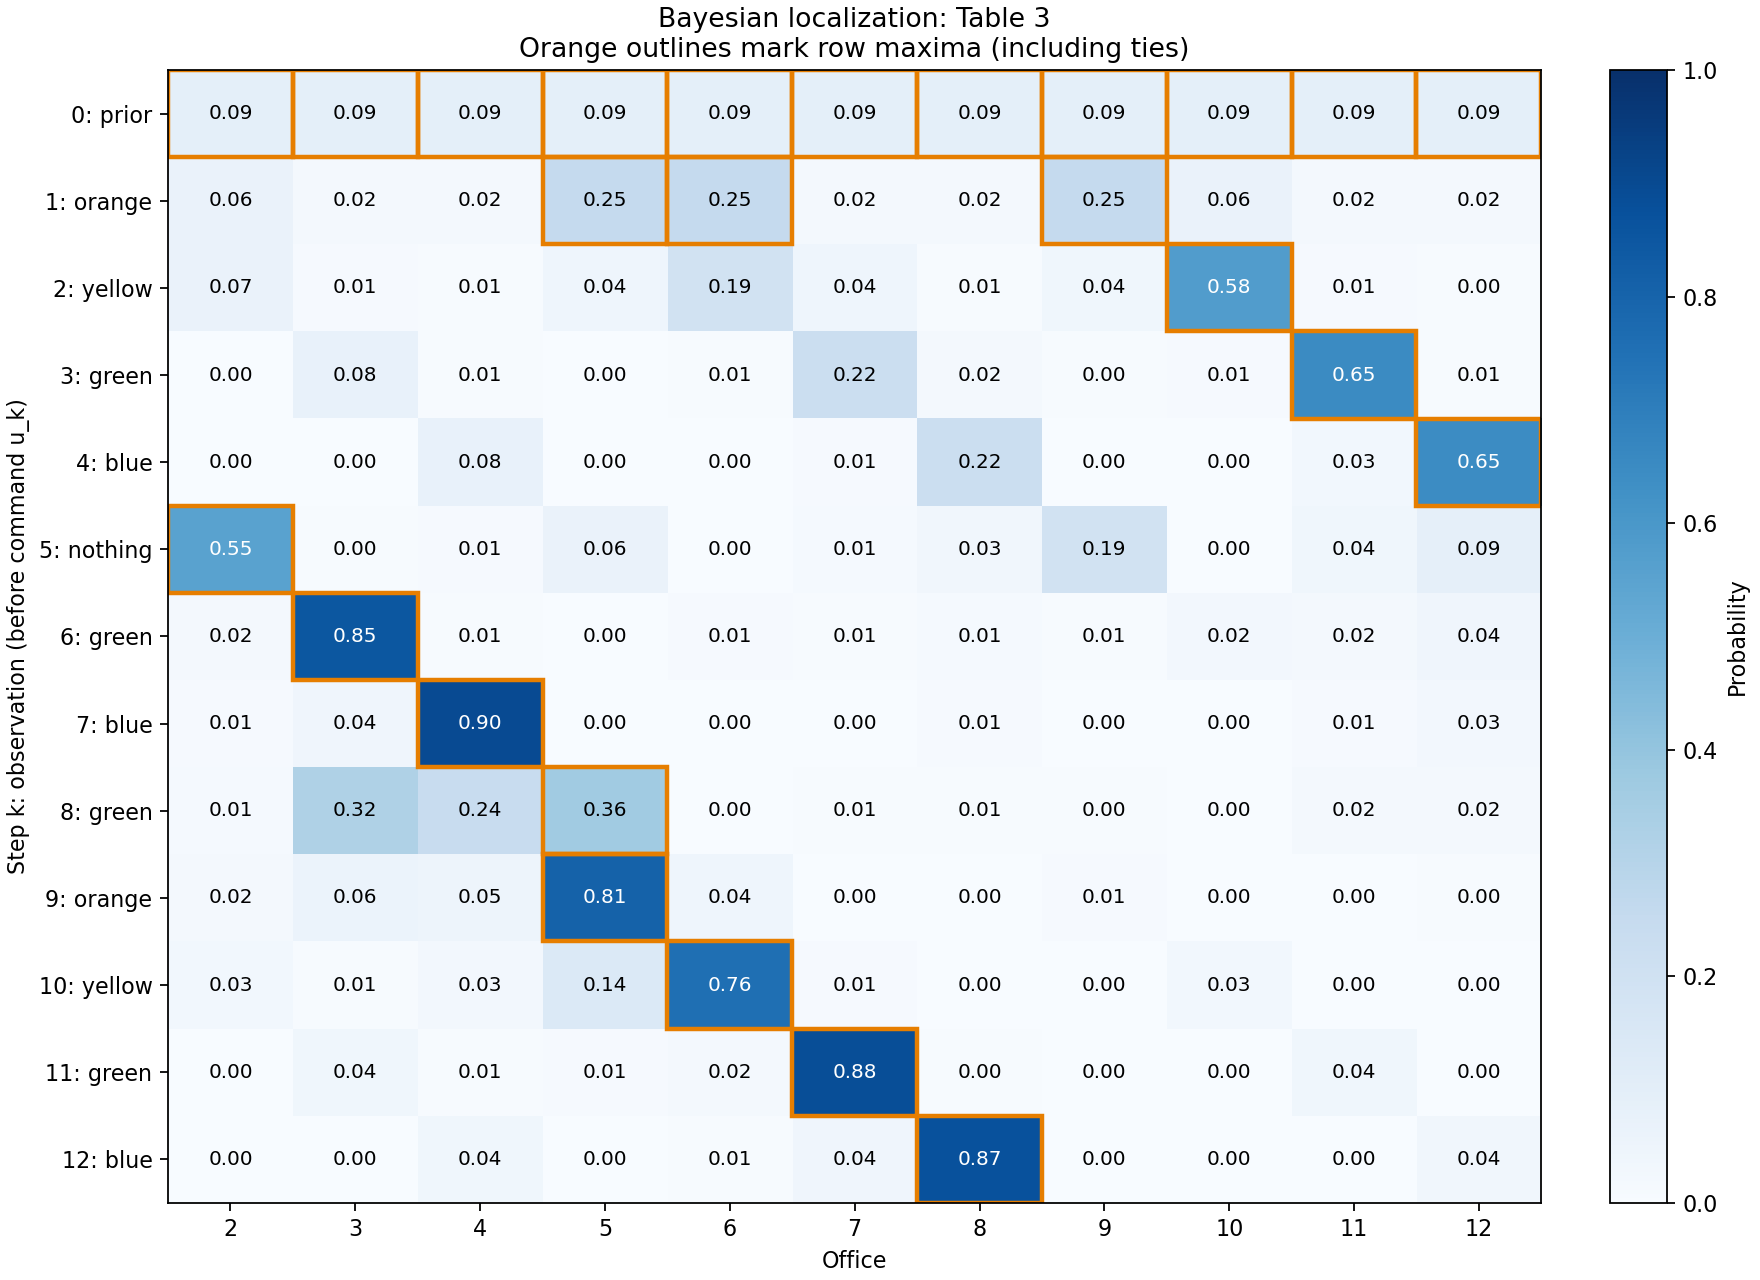 Bayesian localization: Table 3
Orange outlines mark row maxima (including ties)
Step k: observation (before command u_k)
0: prior 0.09 0.09 0.09 0.09 0.09 0.09 0.09 0.09 0.09 0.09 0.09
1: orange 0.06 0.02 0.02 0.25 0.25 0.02 0.02 0.25 0.06 0.02 0.02
2: yellow 0.07 0.01 0.01 0.04 0.19 0.04 0.01 0.04 0.58 0.01 0.00
3: green 0.00 0.08 0.01 0.00 0.01 0.22 0.02 0.00 0.01 0.65 0.01
4: blue 0.00 0.00 0.08 0.00 0.00 0.01 0.22 0.00 0.00 0.03 0.65
5: nothing 0.55 0.00 0.01 0.06 0.00 0.01 0.03 0.19 0.00 0.04 0.09
6: green 0.02 0.85 0.01 0.00 0.01 0.01 0.01 0.01 0.02 0.02 0.04
7: blue 0.01 0.04 0.90 0.00 0.00 0.00 0.01 0.00 0.00 0.01 0.03
8: green 0.01 0.32 0.24 0.36 0.00 0.01 0.01 0.00 0.00 0.02 0.02
9: orange 0.02 0.06 0.05 0.81 0.04 0.00 0.00 0.01 0.00 0.00 0.00
10: yellow 0.03 0.01 0.03 0.14 0.76 0.01 0.00 0.00 0.03 0.00 0.00
11: green 0.00 0.04 0.01 0.01 0.02 0.88 0.00 0.00 0.00 0.04 0.00
12: blue 0.00 0.00 0.04 0.00 0.01 0.04 0.87 0.00 0.00 0.00 0.04
2 3 4 5 6 7 8 9 10 11 12
Office
1.0
0.8
0.6
0.4
0.2
0.0
Probability